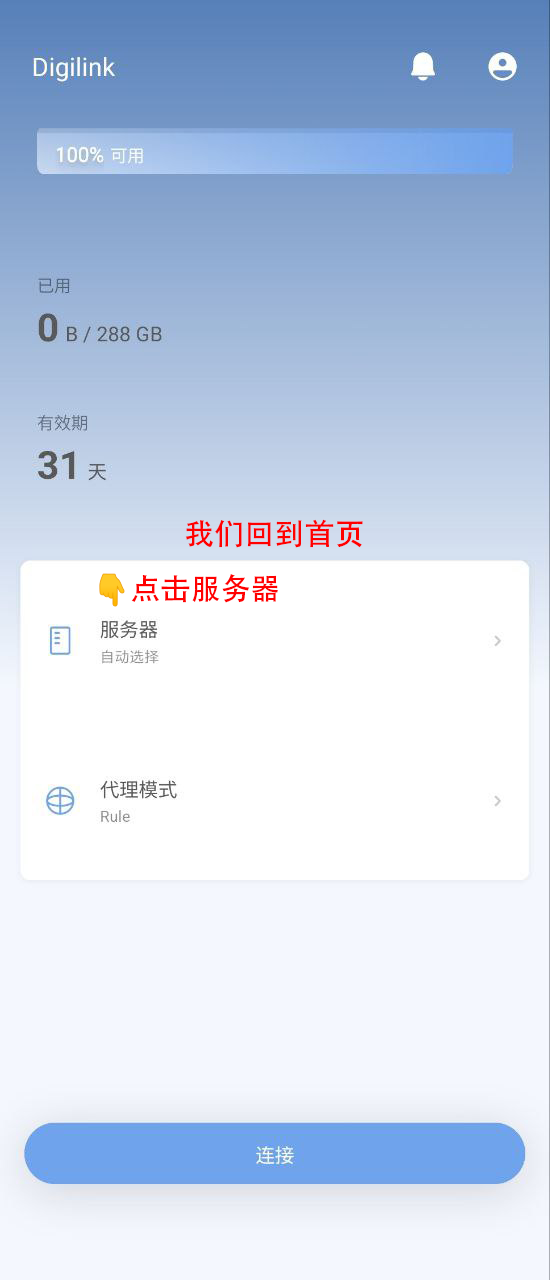 Digilink
100% 可用
已用
0 B / 288 GB
有效期
31 天
我们回到首页
👇点击服务器
服务器
自动选择
代理模式
Rule
连接